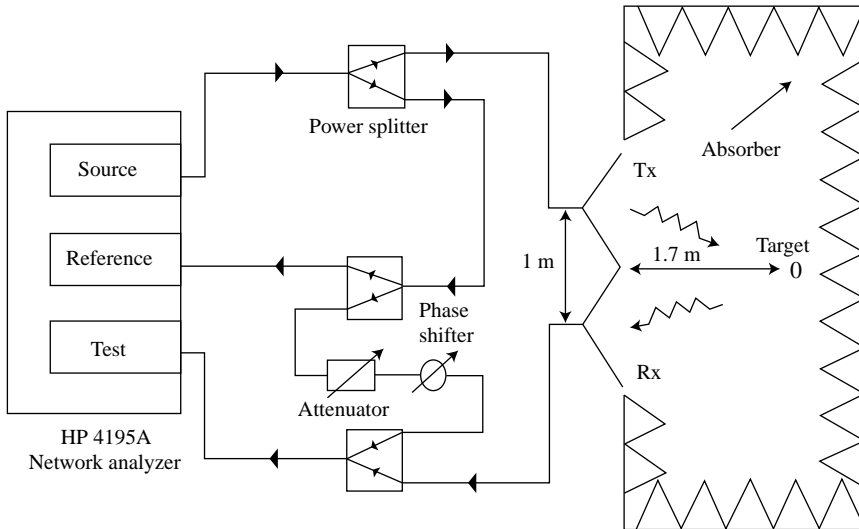 Power splitter
Source
Reference
Test
HP 4195A
Network analyzer
Phase
shifter
Attenuator
1 m
Tx
Rx
1.7 m
Target
0
Absorber